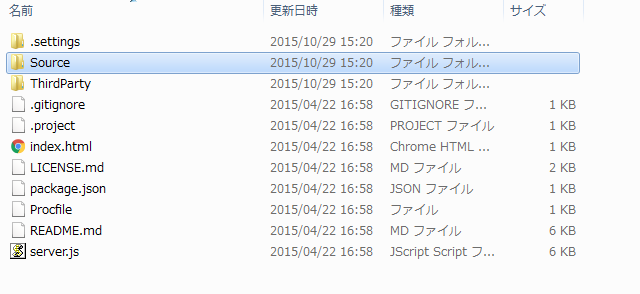 名前 更新日時 種類 サイズ
.settings 2015/10/29 15:20 ファイル フォル...
Source 2015/10/29 15:20 ファイル フォル...
ThirdParty 2015/10/29 15:20 ファイル フォル...
.gitignore 2015/04/22 16:58 GITIGNORE フ... 1 KB
.project 2015/04/22 16:58 PROJECT ファイル 1 KB
index.html 2015/04/22 16:58 Chrome HTML ... 1 KB
LICENSE.md 2015/04/22 16:58 MD ファイル 2 KB
package.json 2015/04/22 16:58 JSON ファイル 1 KB
Procfile 2015/04/22 16:58 ファイル 1 KB
README.md 2015/04/22 16:58 MD ファイル 6 KB
server.js 2015/04/22 16:58 JScript Script フ... 6 KB